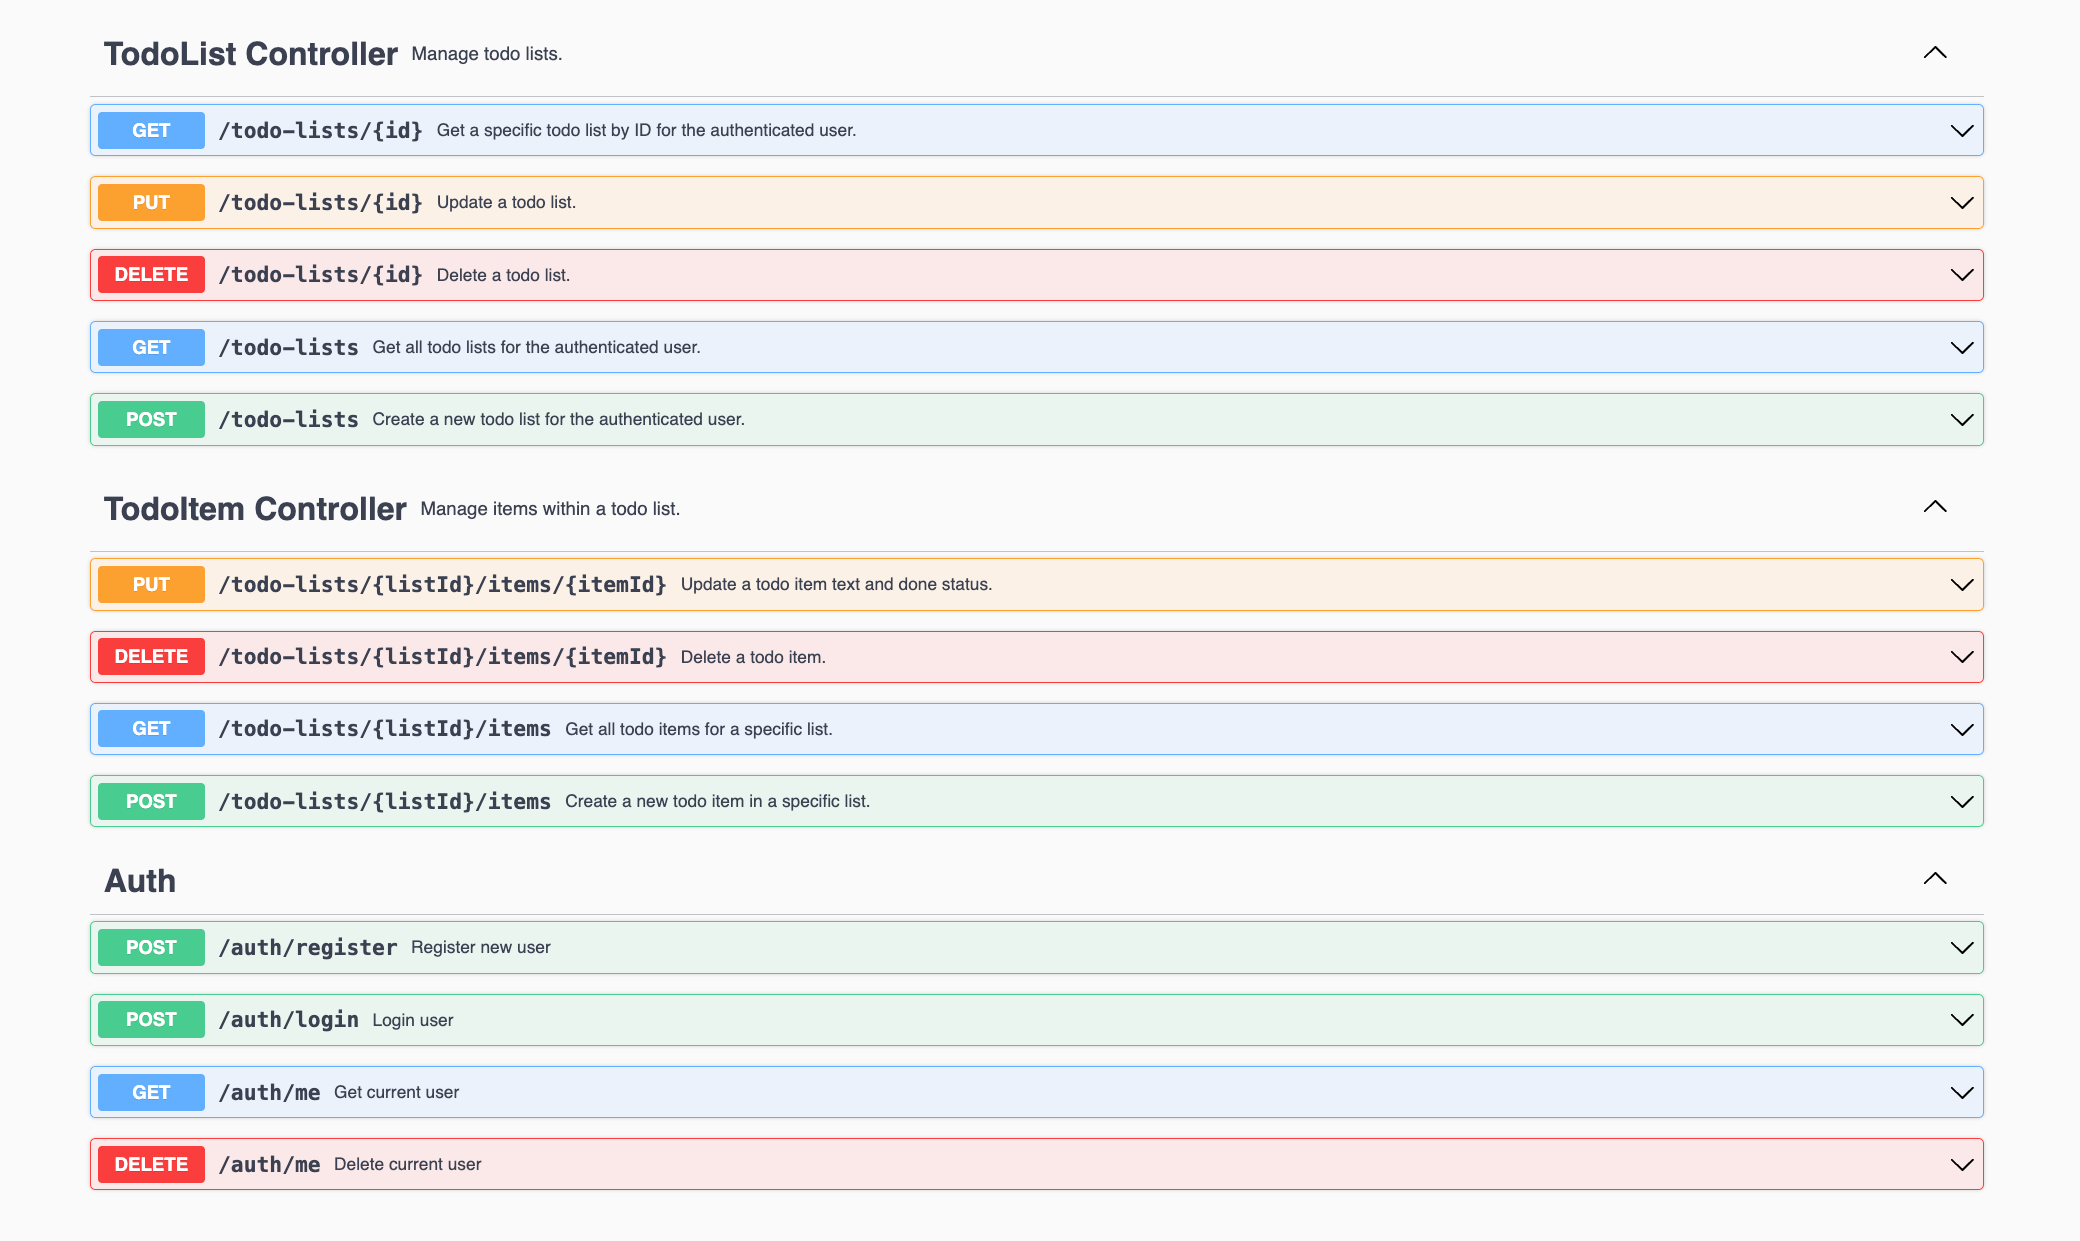 TodoList Controller Manage todo lists.
GET /todo-lists/{id} Get a specific todo list by ID for the authenticated user.
PUT /todo-lists/{id} Update a todo list.
DELETE /todo-lists/{id} Delete a todo list.
GET /todo-lists Get all todo lists for the authenticated user.
POST /todo-lists Create a new todo list for the authenticated user.
TodoItem Controller Manage items within a todo list.
PUT /todo-lists/{listId}/items/{itemId} Update a todo item text and done status.
DELETE /todo-lists/{listId}/items/{itemId} Delete a todo item.
GET /todo-lists/{listId}/items Get all todo items for a specific list.
POST /todo-lists/{listId}/items Create a new todo item in a specific list.
Auth
POST /auth/register Register new user
POST /auth/login Login user
GET /auth/me Get current user
DELETE /auth/me Delete current user